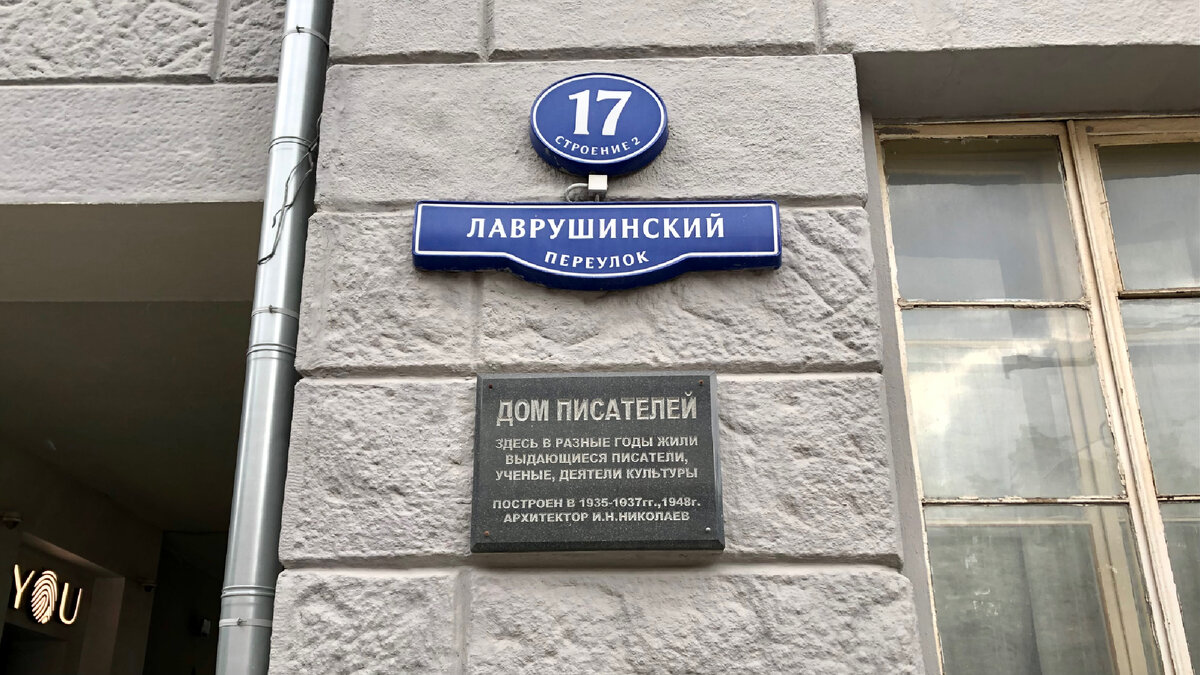 17
СТРОЕНИЕ 2
ЛАВРУШИНСКИЙ
ПЕРЕУЛОК
ДОМ ПИСАТЕЛЕЙ
ЗДЕСЬ В РАЗНЫЕ ГОДЫ ЖИЛИ
ВЫДАЮЩИЕСЯ ПИСАТЕЛИ,
УЧЕНЫЕ, ДЕЯТЕЛИ КУЛЬТУРЫ
ПОСТРОЕН В 1935-1937гг.,1948г.
АРХИТЕКТОР И.Н.НИКОЛАЕВ
YOU